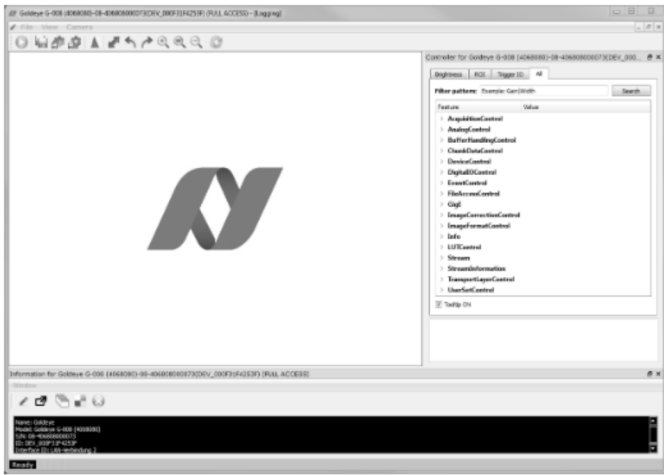 Goldeye G-008 (4068080)-08-406808000073(DEV_000F31F4253F) (FULL ACCESS) - [Logging]
File View Camera
Controller for Goldeye G-008 (4068080)-08-406808000073(DEV_000...
Brightness ROI Trigger IO All
Filter pattern: Example: Gain|Width Search
Feature Value
AcquisitionControl
AnalogControl
BufferHandlingControl
ChunkDataControl
DeviceControl
DigitalIOControl
EventControl
FileAccessControl
GigE
ImageCorrectionControl
ImageFormatControl
Info
LUTControl
Stream
StreamInformation
TransportLayerControl
UserSetControl
Tooltip ON
Information for Goldeye G-008 (4068080)-08-406808000073(DEV_000F31F4253F) (FULL ACCESS)
Window
Name: Goldeye
Model: Goldeye G-008 (4068080)
S/N: 08-406808000073
ID: DEV_000F31F4253F
Interface ID: LAN-Verbindung 2
Ready